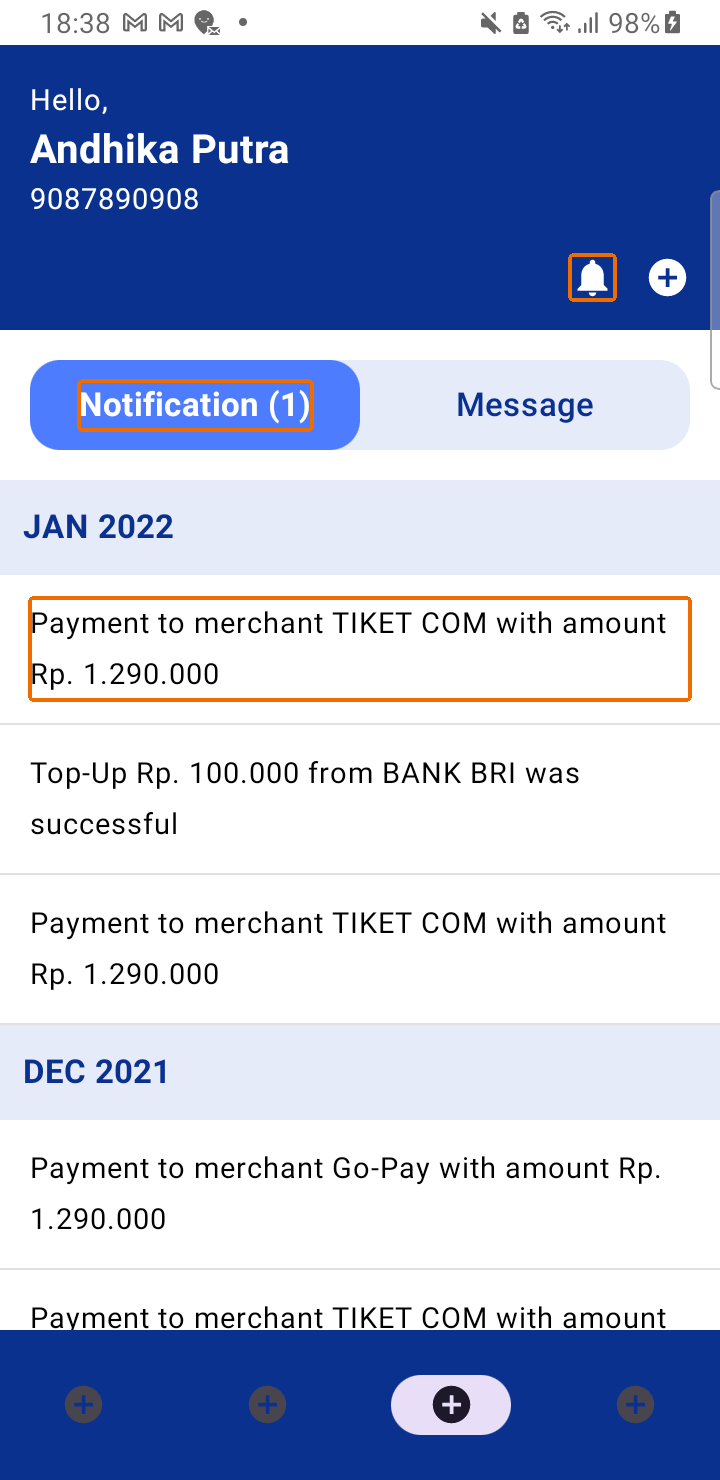 18:38
98%
Hello,
Andhika Putra
9087890908
Notification (1)
Message
JAN 2022
Payment to merchant TIKET COM with amount
Rp. 1.290.000
Top-Up Rp. 100.000 from BANK BRI was
successful
Payment to merchant TIKET COM with amount
Rp. 1.290.000
DEC 2021
Payment to merchant Go-Pay with amount Rp.
1.290.000
Payment to merchant TIKET COM with amount